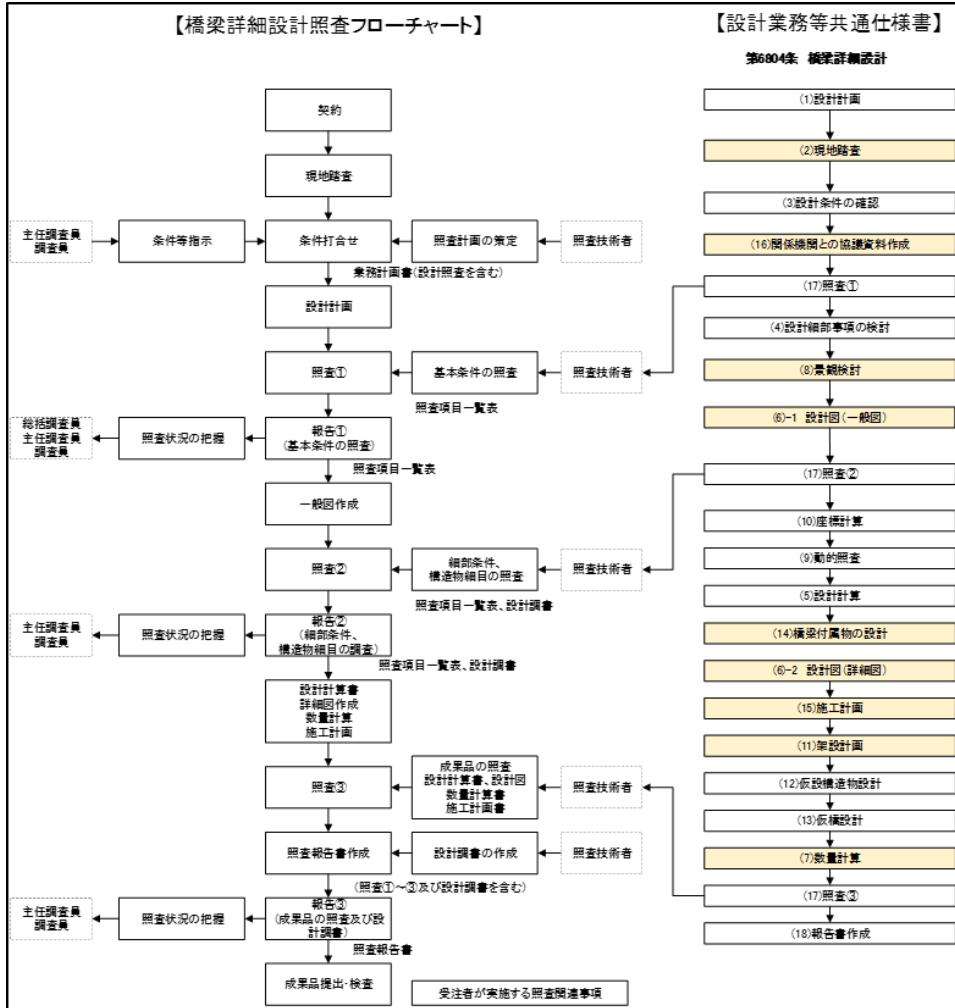 【橋梁詳細設計照査フローチャート】
契約
現地踏査
主任調査員
調査員
条件等指示
条件打合せ
照査計画の策定
照査技術者
業務計画書(設計照査を含む)
設計計画
照査①
基本条件の照査
照査技術者
照査項目一覧表
総括調査員
主任調査員
調査員
照査状況の把握
報告①
(基本条件の照査)
照査項目一覧表
一般図作成
照査②
細部条件、
構造物細目の照査
照査技術者
照査項目一覧表、設計調書
主任調査員
調査員
照査状況の把握
報告②
(細部条件、
構造物細目の調査)
照査項目一覧表、設計調書
設計計算書
詳細図作成
数量計算
施工計画
照査③
成果品の照査
設計計算書、設計図
数量計算書
施工計画書
照査技術者
照査報告書作成
設計調書の作成
照査技術者
(照査①~③及び設計調書を含む)
主任調査員
調査員
照査状況の把握
報告③
(成果品の照査及び設
計調書)
照査報告書
成果品提出・検査
受注者が実施する照査関連事項
【設計業務等共通仕様書】
第6804条 橋梁詳細設計
(1)設計計画
(2)現地踏査
(3)設計条件の確認
(16)関係機関との協議資料作成
(17)照査①
(4)設計細部事項の検討
(8)景観検討
(6)-1 設計図(一般図)
(17)照査②
(10)座標計算
(9)動的照査
(5)設計計算
(14)橋梁付属物の設計
(6)-2 設計図(詳細図)
(15)施工計画
(11)架設計画
(12)仮設構造物設計
(13)仮橋設計
(7)数量計算
(17)照査③
(18)報告書作成